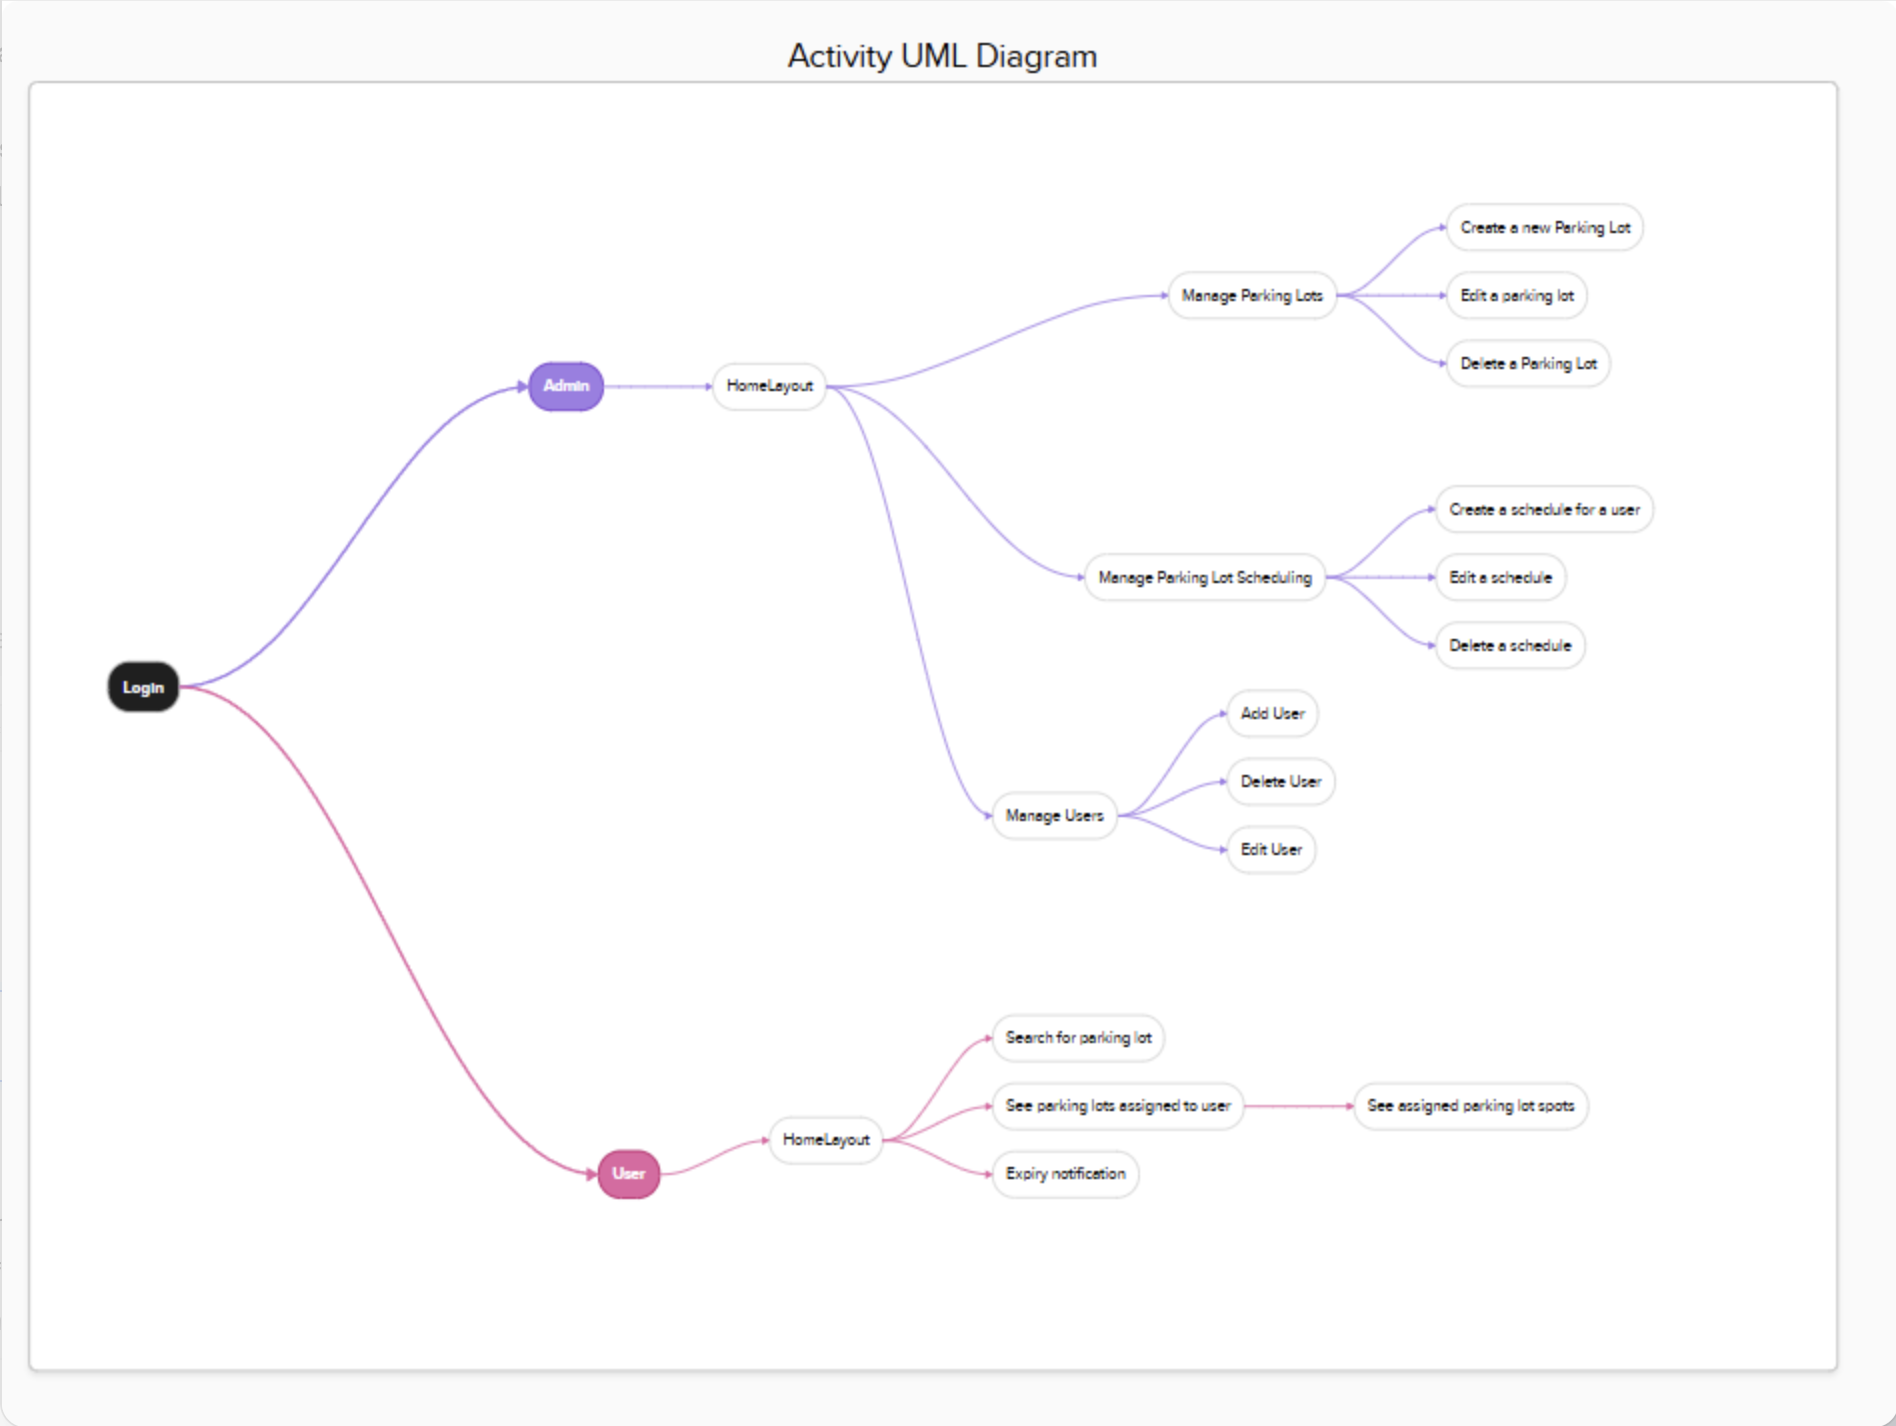 Activity UML Diagram
Create a new Parking Lot
Manage Parking Lots
Edit a parking lot
Delete a Parking Lot
Admin
HomeLayout
Create a schedule for a user
Manage Parking Lot Scheduling
Edit a schedule
Delete a schedule
Login
Add User
Delete User
Manage Users
Edit User
Search for parking lot
See parking lots assigned to user
See assigned parking lot spots
HomeLayout
Expiry notification
User